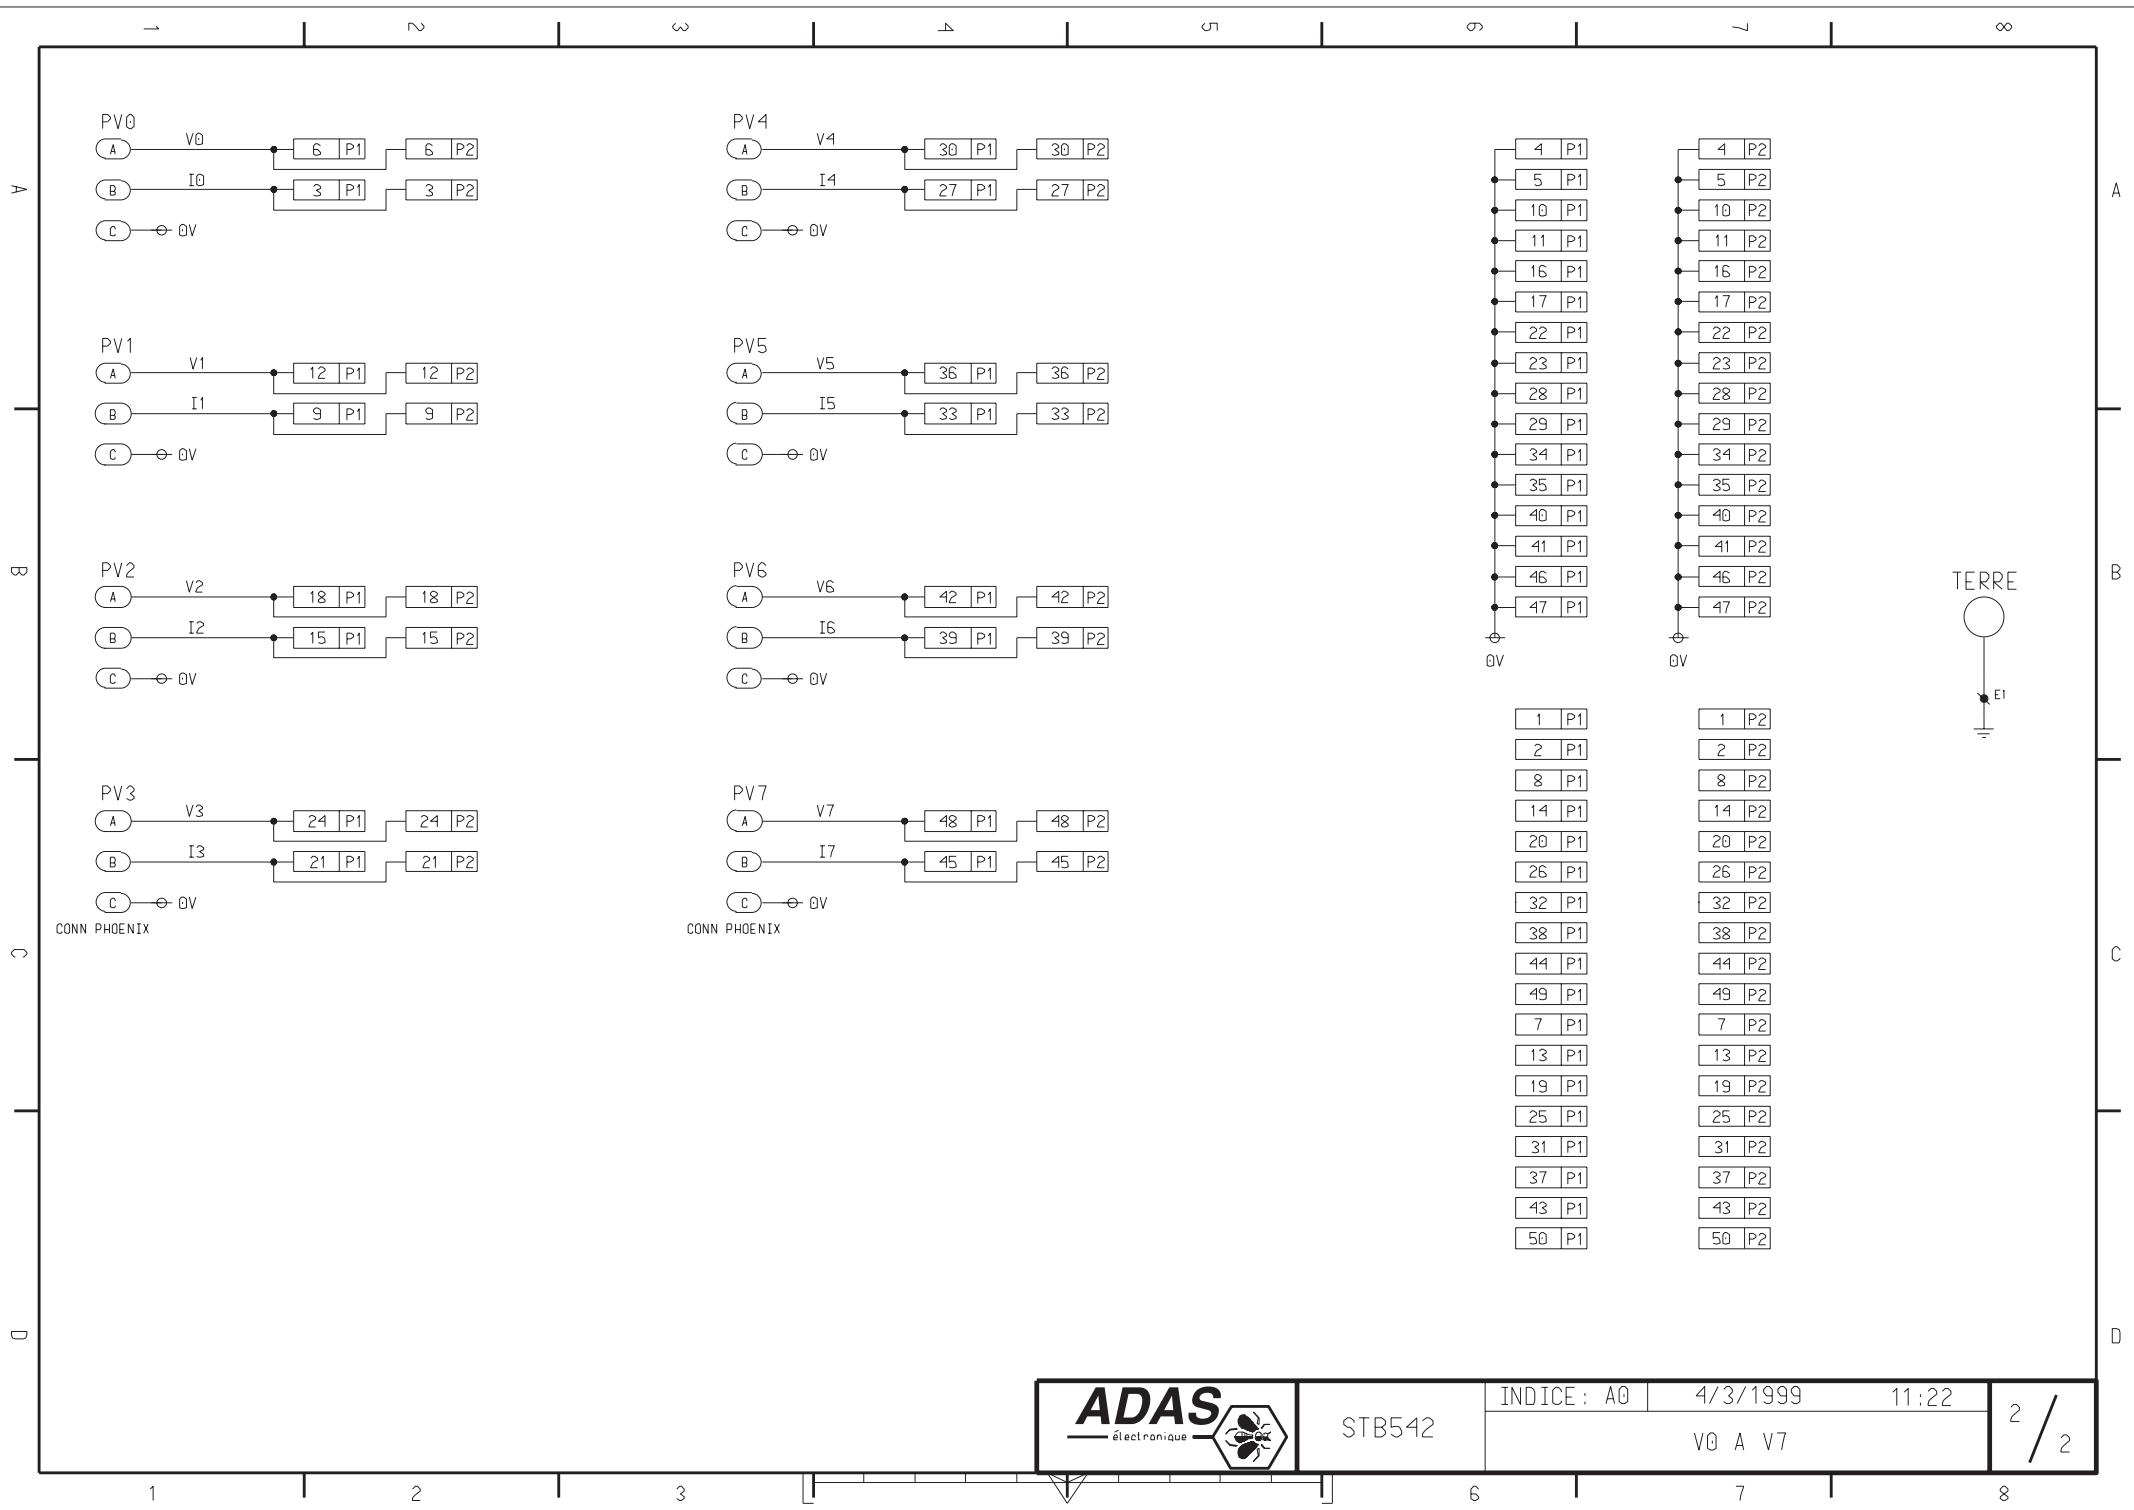 1 2 3 4 5 6 7 8
PV0
A V0 6 P1 6 P2
B I0 3 P1 3 P2
C 0V
PV1
A V1 12 P1 12 P2
B I1 9 P1 9 P2
C 0V
PV2
A V2 18 P1 18 P2
B I2 15 P1 15 P2
C 0V
PV3
A V3 24 P1 24 P2
B I3 21 P1 21 P2
C 0V
CONN PHOENIX
PV4
A V4 30 P1 30 P2
B I4 27 P1 27 P2
C 0V
PV5
A V5 36 P1 36 P2
B I5 33 P1 33 P2
C 0V
PV6
A V6 42 P1 42 P2
B I6 39 P1 39 P2
C 0V
PV7
A V7 48 P1 48 P2
B I7 45 P1 45 P2
C 0V
CONN PHOENIX
4 P1 4 P2
5 P1 5 P2
10 P1 10 P2
11 P1 11 P2
16 P1 16 P2
17 P1 17 P2
22 P1 22 P2
23 P1 23 P2
28 P1 28 P2
29 P1 29 P2
34 P1 34 P2
35 P1 35 P2
40 P1 40 P2
41 P1 41 P2
46 P1 46 P2
47 P1 47 P2
0V 0V
1 P1 1 P2
2 P1 2 P2
8 P1 8 P2
14 P1 14 P2
20 P1 20 P2
26 P1 26 P2
32 P1 32 P2
38 P1 38 P2
44 P1 44 P2
49 P1 49 P2
7 P1 7 P2
13 P1 13 P2
19 P1 19 P2
25 P1 25 P2
31 P1 31 P2
37 P1 37 P2
43 P1 43 P2
50 P1 50 P2
TERRE
E1
A A
B B
C C
D D
ADAS
électronique
STB542
INDICE: A0 4/3/1999 11:22
V0 A V7
2/2
1 2 3 6 7 8